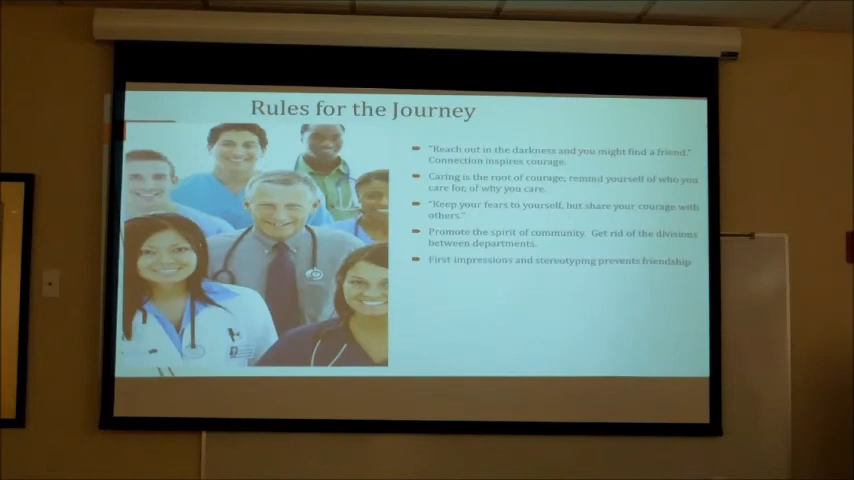 Rules for the Journey
"Reach out in the darkness and you might find a friend."
Connection inspires courage.
Caring is the root of courage; remind yourself of who you
care for, of why you care.
"Keep your fears to yourself, but share your courage with
others."
Promote the spirit of community. Get rid of the divisions
between departments.
First impressions and stereotyping prevents friendship